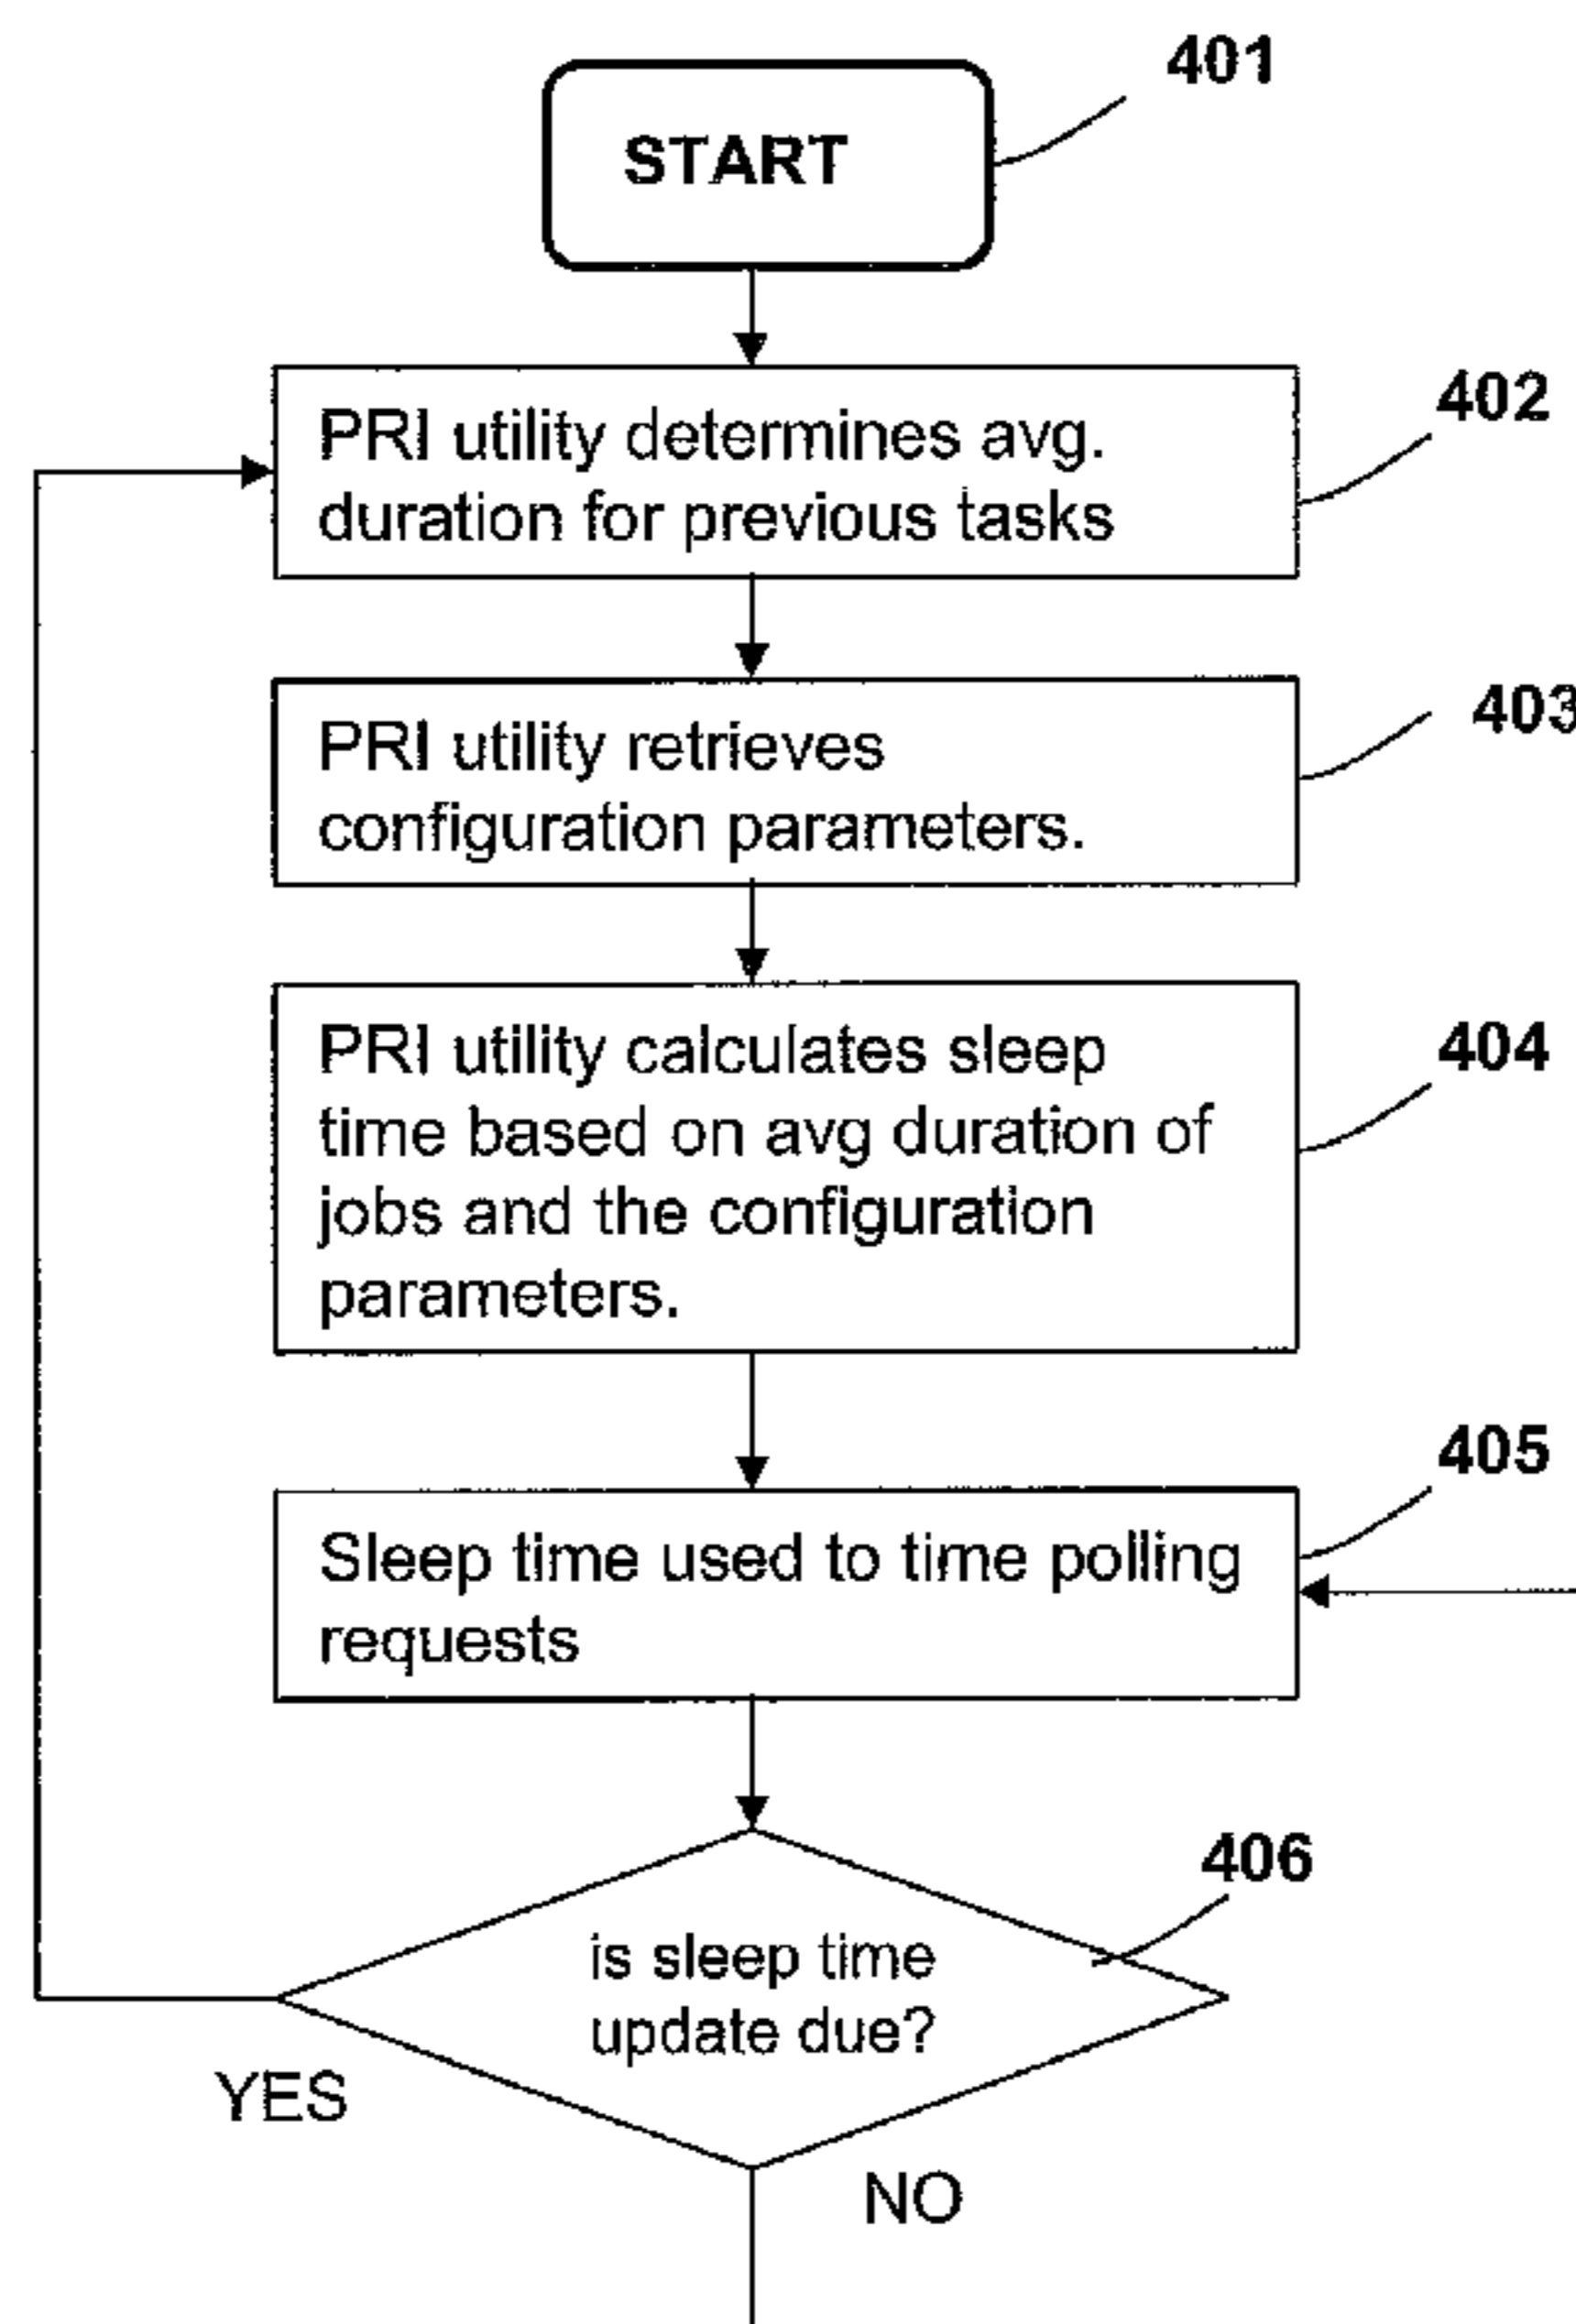 401
START
402
PRI utility determines avg.
duration for previous tasks
403
PRI utility retrieves
configuration parameters.
404
PRI utility calculates sleep
time based on avg duration of
jobs and the configuration
parameters.
405
Sleep time used to time polling
requests
406
is sleep time
update due?
YES
NO